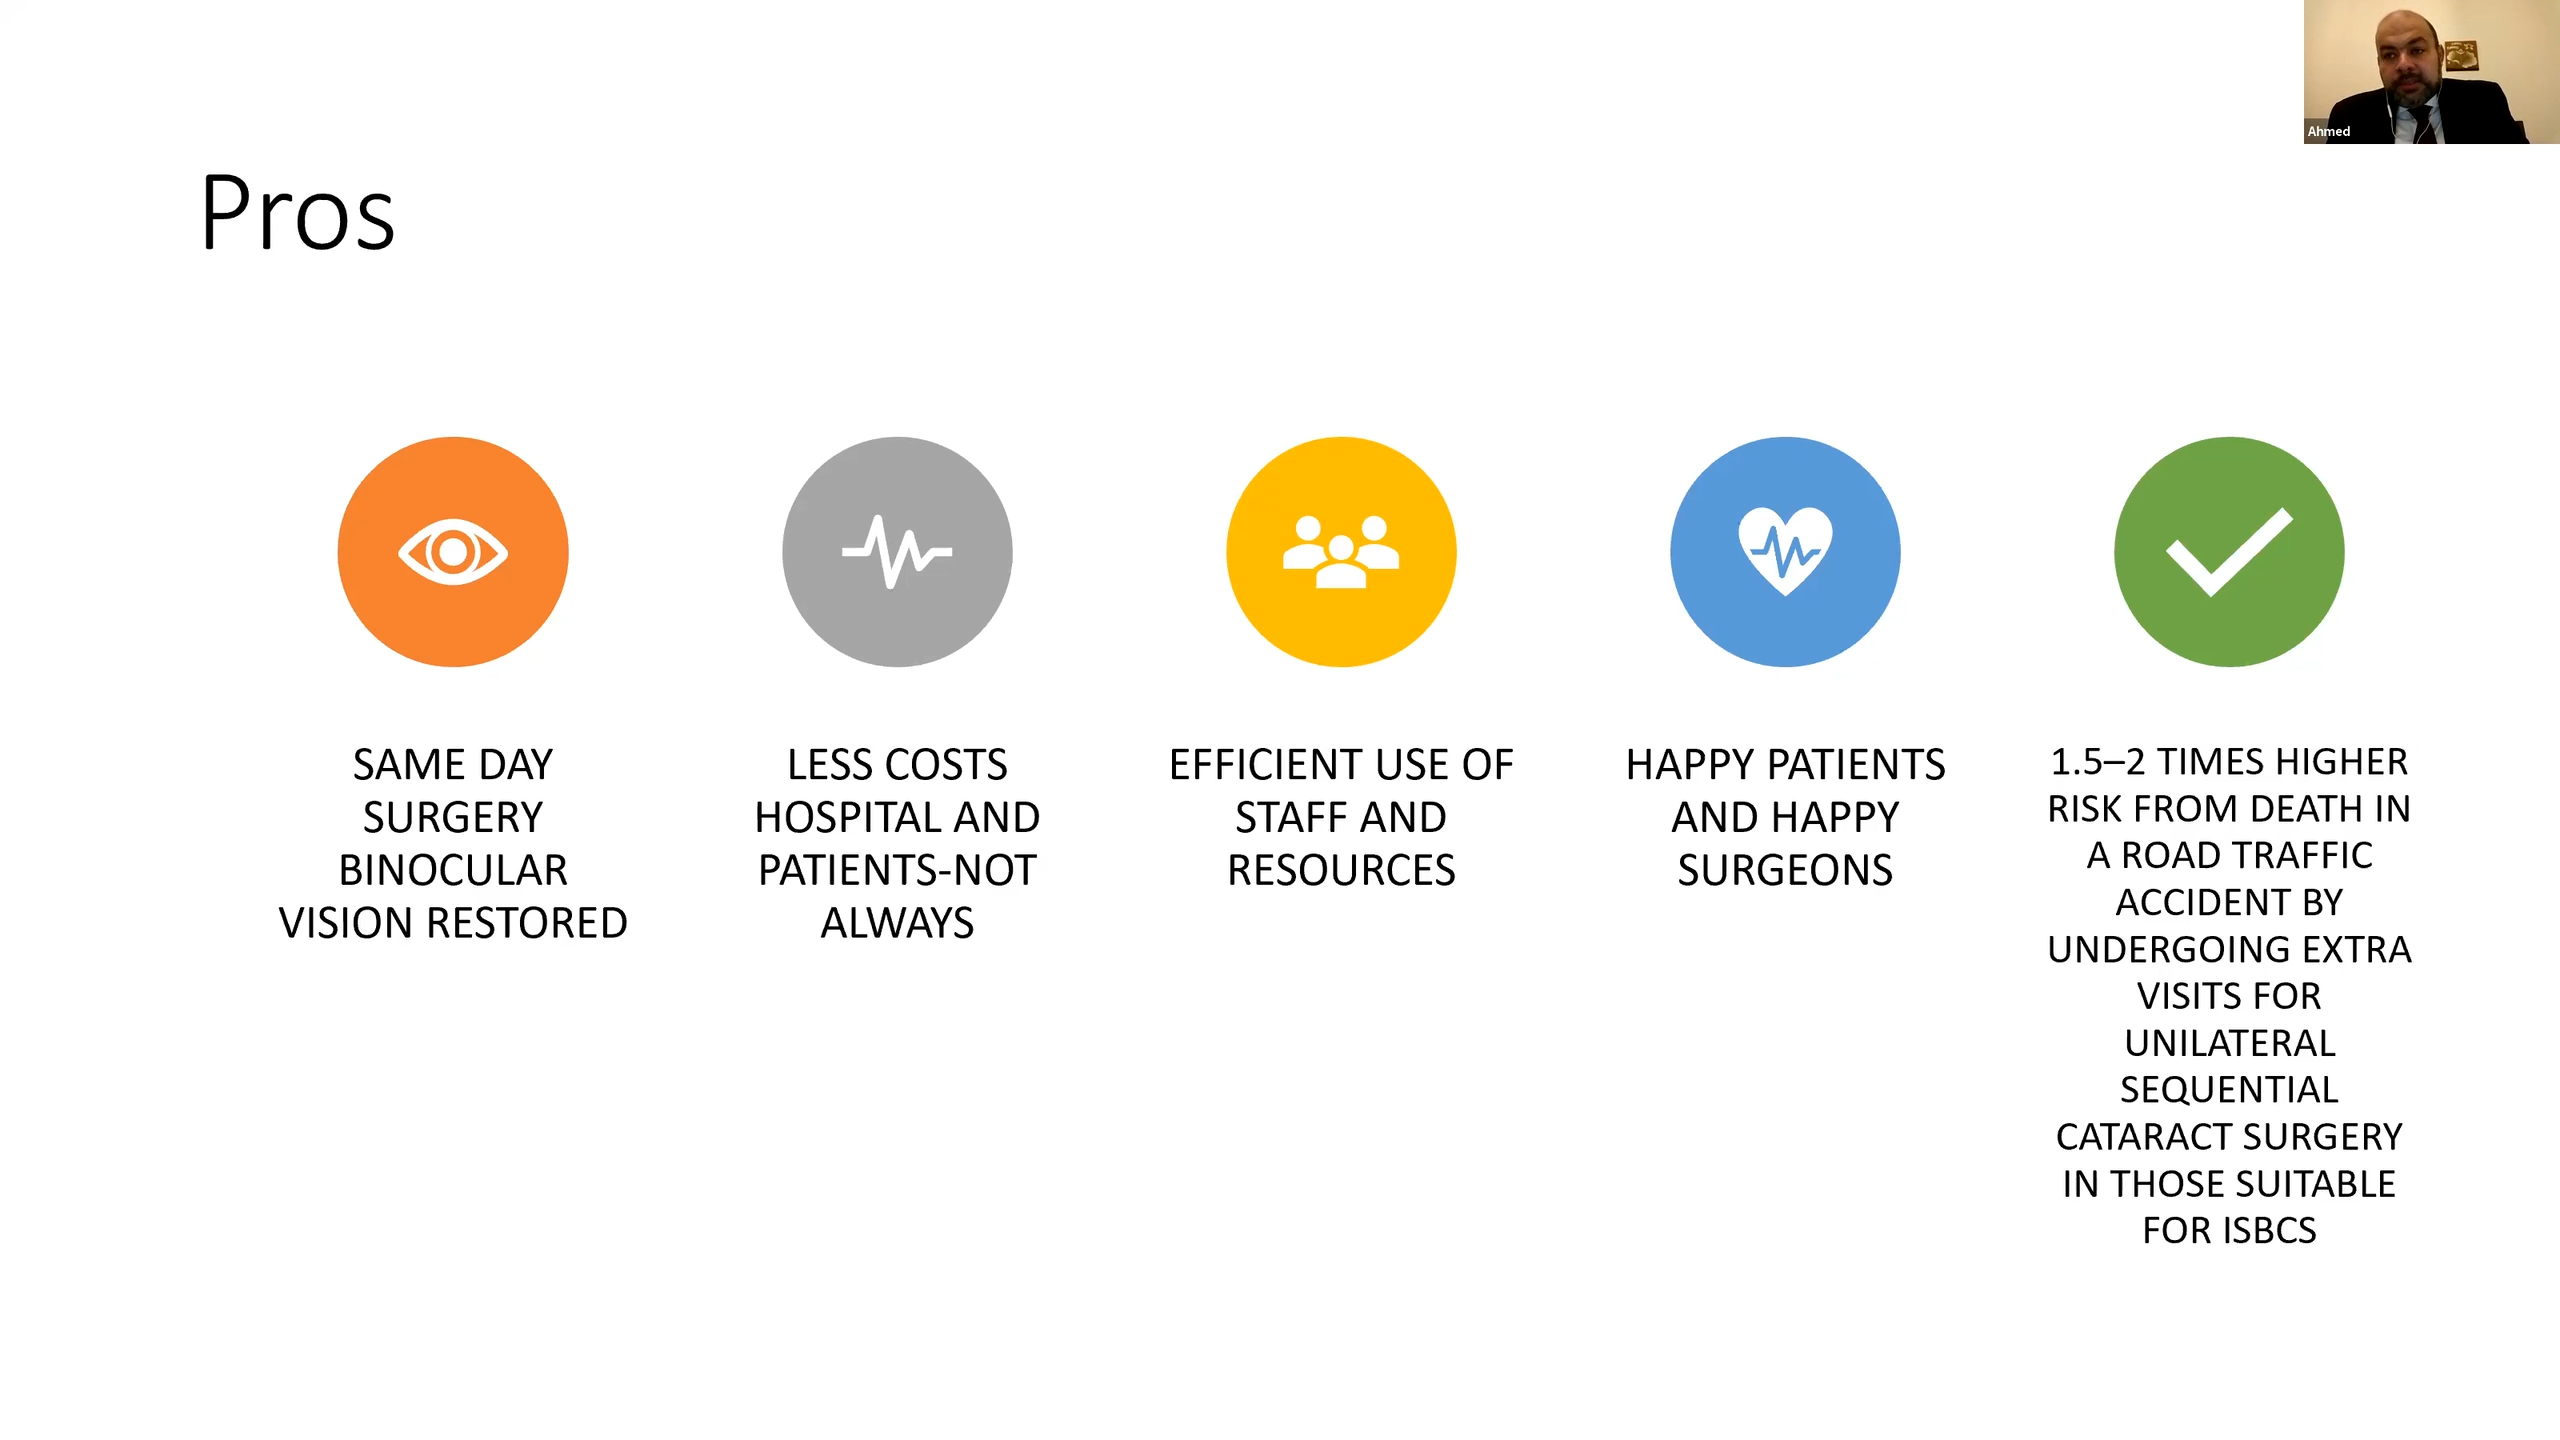 Ahmed
Pros
SAME DAY
SURGERY
BINOCULAR
VISION RESTORED
LESS COSTS
HOSPITAL AND
PATIENTS-NOT
ALWAYS
EFFICIENT USE OF
STAFF AND
RESOURCES
HAPPY PATIENTS
AND HAPPY
SURGEONS
1.5–2 TIMES HIGHER
RISK FROM DEATH IN
A ROAD TRAFFIC
ACCIDENT BY
UNDERGOING EXTRA
VISITS FOR
UNILATERAL
SEQUENTIAL
CATARACT SURGERY
IN THOSE SUITABLE
FOR ISBCS